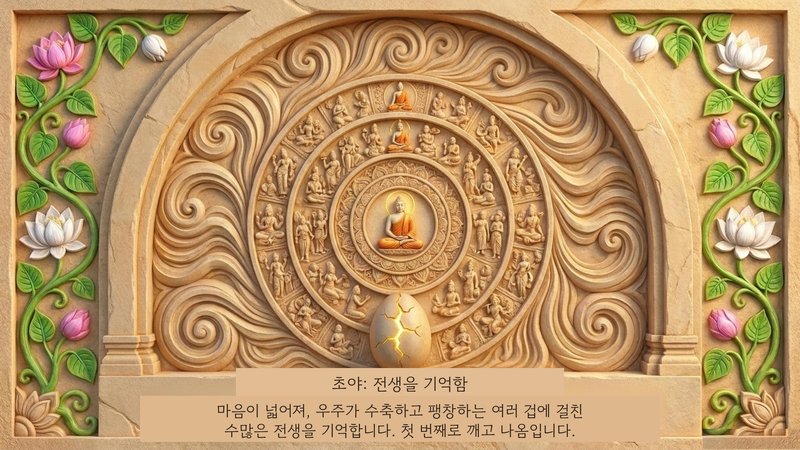 초야: 전생을 기억함
마음이 넓어져, 우주가 수축하고 팽창하는 여러 겁에 걸친
수많은 전생을 기억합니다. 첫 번째로 깨고 나옴입니다.